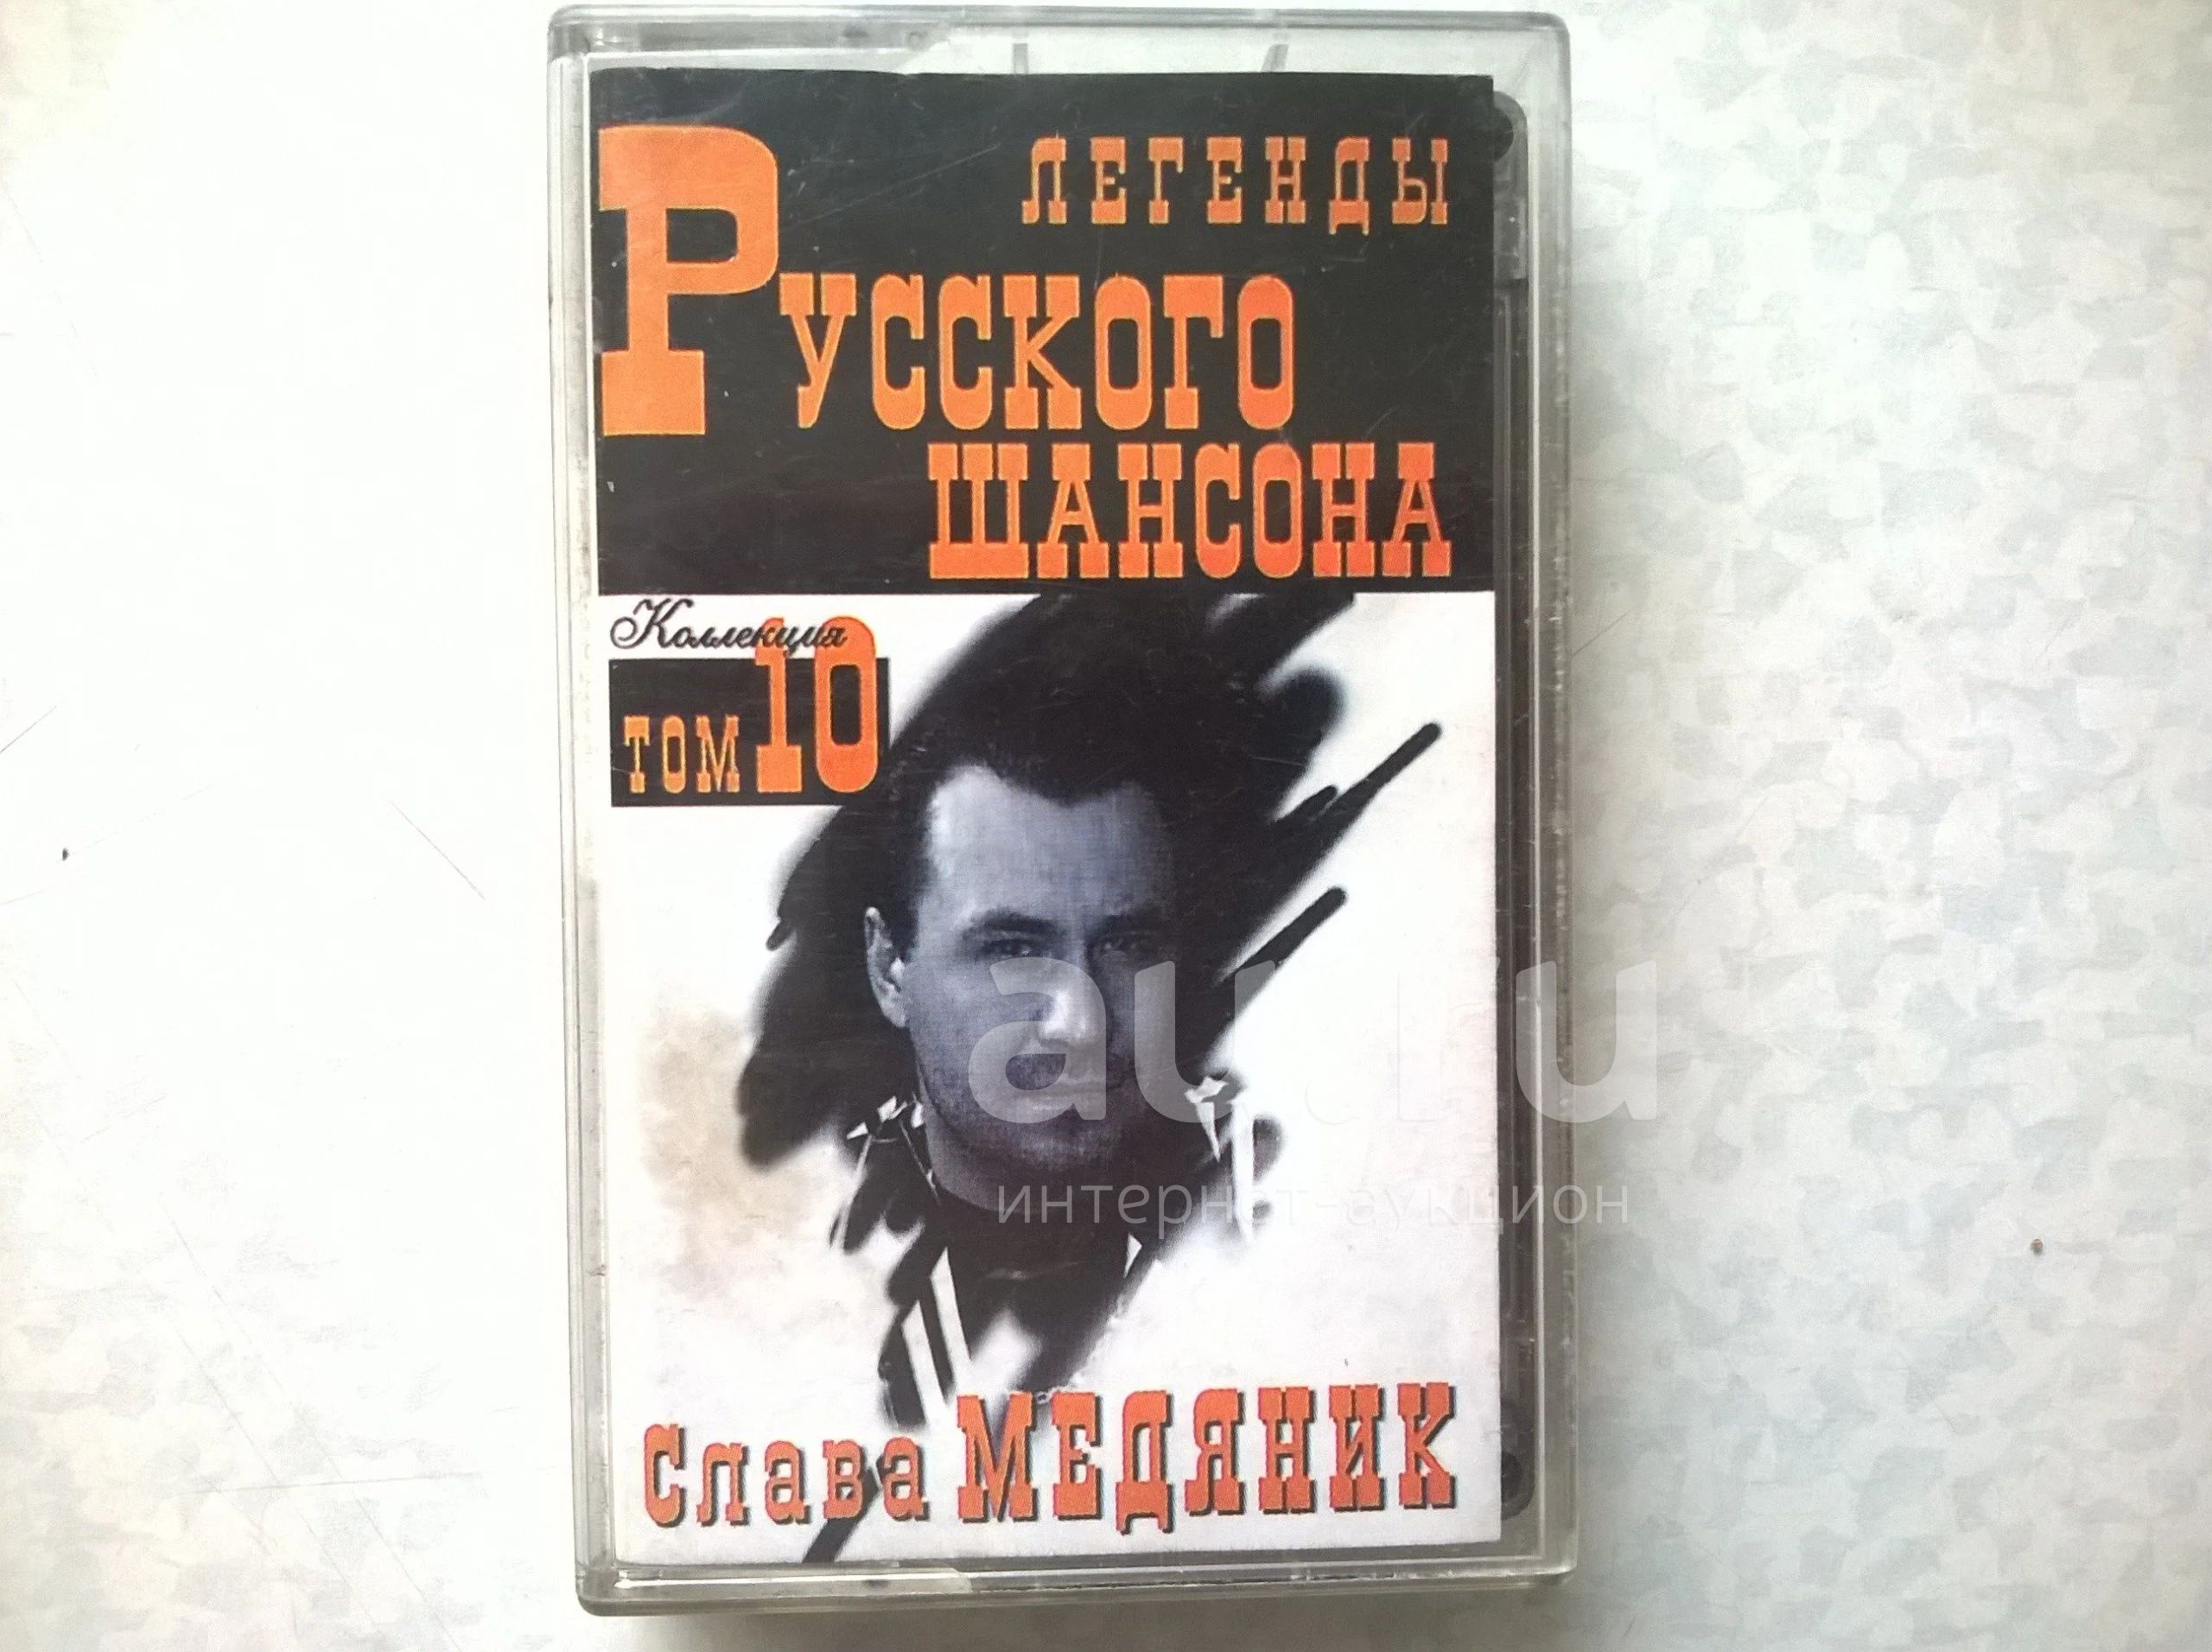 ЛЕГЕНДЫ
РУССКОГО
ШАНСОНА
Коллекция
ТОМ 10
au.ru
интернет-аукцион
Слава МЕДЯНИК